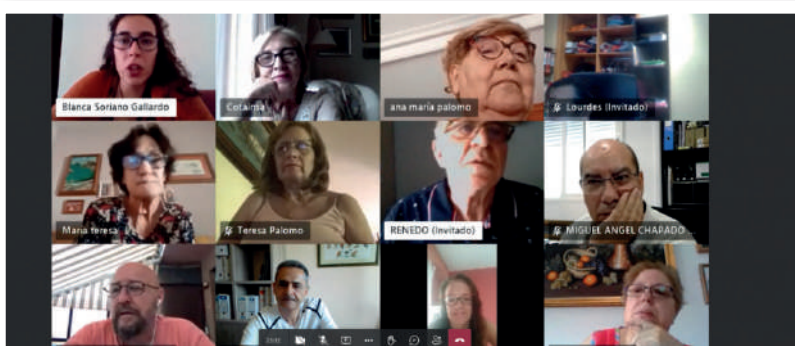 Blanca Soriano Gallardo
Cotaima
ana maría palomo
Lourdes (Invitado)
Maria teresa
Teresa Palomo
RENEDO (Invitado)
MIGUEL ANGEL CHAPADO ...